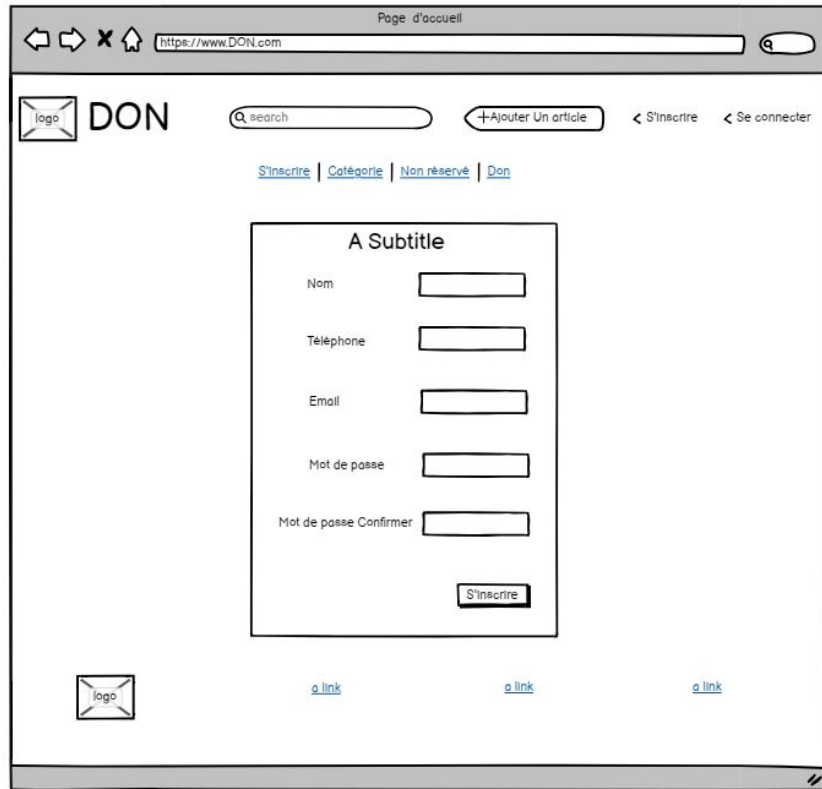 Page d'accueil
https://www.DON.com
logo DON search +Ajouter Un article < S'inscrire < Se connecter
S'inscrire | Catégorie | Non réservé | Don
A Subtitle
Nom
Téléphone
Email
Mot de passe
Mot de passe Confirmer
S'inscrire
logo a link a link a link